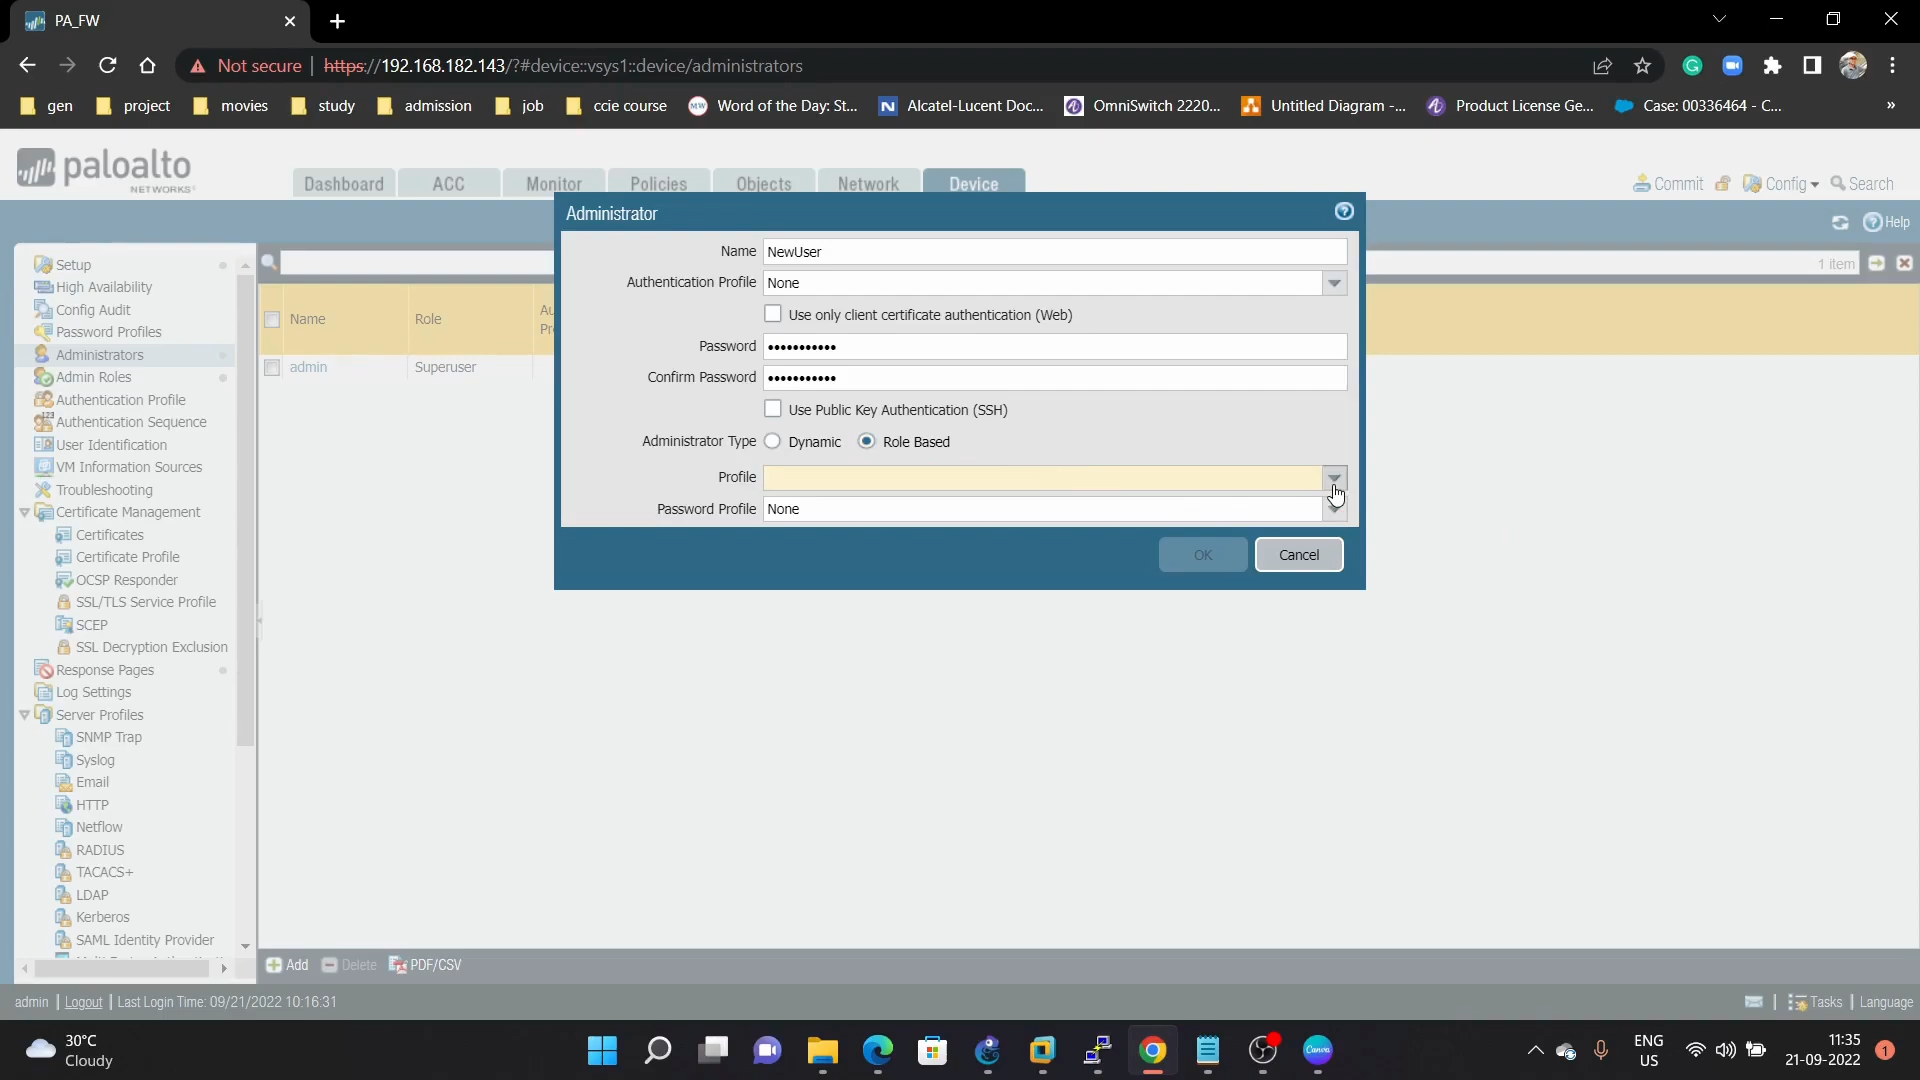 PA_FW
Not secure | https://192.168.182.143/?#device::vsys1::device/administrators
gen project movies study admission job ccie course Word of the Day: St... Alcatel-Lucent Doc... OmniSwitch 2220... Untitled Diagram -... Product License Ge... Case: 00336464 - C... »
paloalto
NETWORKS
Dashboard ACC Monitor Policies Objects Network Device
Commit Config Search
Help
Administrator
Name NewUser
Authentication Profile None
Use only client certificate authentication (Web)
Password •••••••••••
Confirm Password •••••••••••
Use Public Key Authentication (SSH)
Administrator Type Dynamic Role Based
Profile
Password Profile None
OK Cancel
1 item
Name Role
admin Superuser
Setup
High Availability
Config Audit
Password Profiles
Administrators
Admin Roles
Authentication Profile
Authentication Sequence
User Identification
VM Information Sources
Troubleshooting
Certificate Management
Certificates
Certificate Profile
OCSP Responder
SSL/TLS Service Profile
SCEP
SSL Decryption Exclusion
Response Pages
Log Settings
Server Profiles
SNMP Trap
Syslog
Email
HTTP
Netflow
RADIUS
TACACS+
LDAP
Kerberos
SAML Identity Provider
Add Delete PDF/CSV
admin | Logout | Last Login Time: 09/21/2022 10:16:31
Tasks | Language
30°C
Cloudy
Canva
ENG
US
11:35
21-09-2022
1